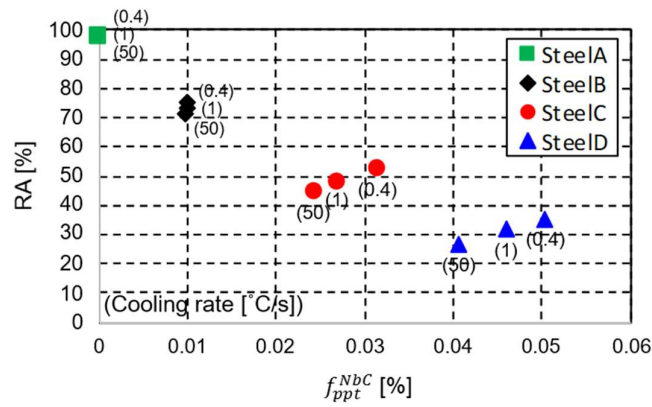 100
90
80
70
60
50
40
30
20
10
0
RA [%]
(0.4)
(1)
(50)
(0.4)
(1)
(50)
(50)
(1)
(0.4)
(50)
(1)
(0.4)
SteelA
SteelB
SteelC
SteelD
(Cooling rate [˚C/s])
0 0.01 0.02 0.03 0.04 0.05 0.06
f_{ppt}^{NbC} [%]